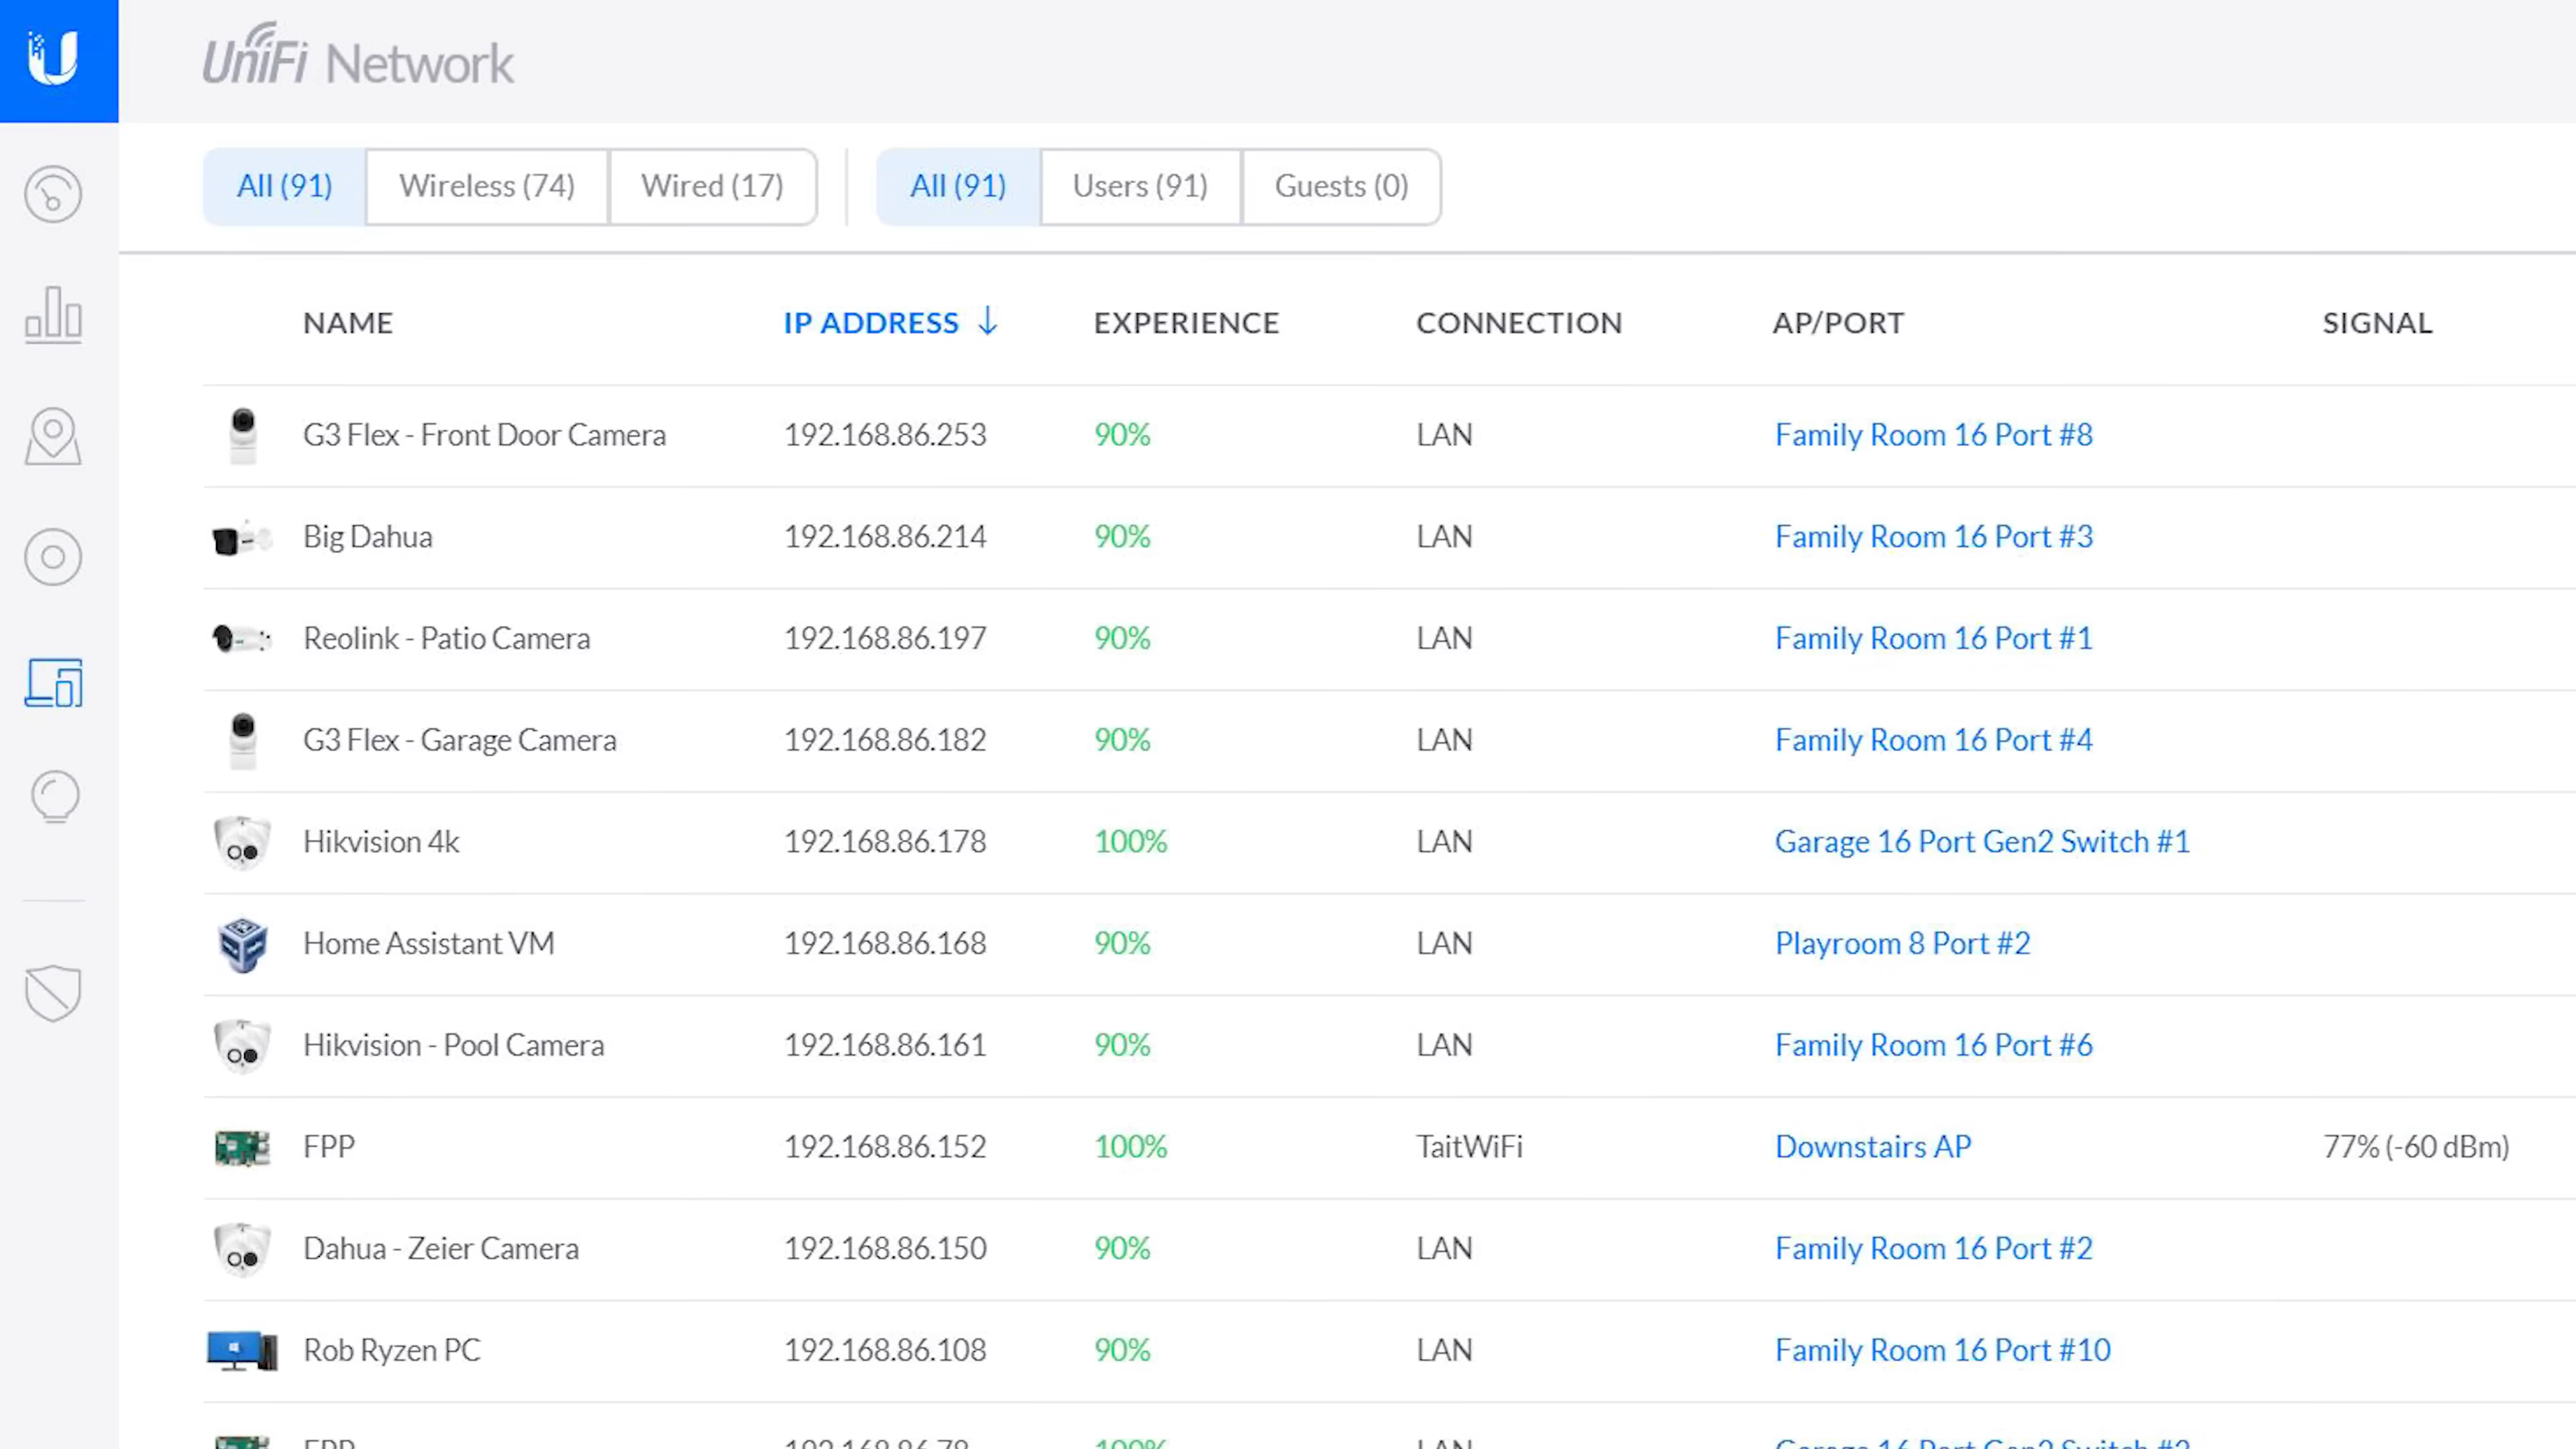 UniFi Network
All (91) Wireless (74) Wired (17) All (91) Users (91) Guests (0)
NAME IP ADDRESS EXPERIENCE CONNECTION AP/PORT SIGNAL
G3 Flex - Front Door Camera 192.168.86.253 90% LAN Family Room 16 Port #8
Big Dahua 192.168.86.214 90% LAN Family Room 16 Port #3
Reolink - Patio Camera 192.168.86.197 90% LAN Family Room 16 Port #1
G3 Flex - Garage Camera 192.168.86.182 90% LAN Family Room 16 Port #4
Hikvision 4k 192.168.86.178 100% LAN Garage 16 Port Gen2 Switch #1
Home Assistant VM 192.168.86.168 90% LAN Playroom 8 Port #2
Hikvision - Pool Camera 192.168.86.161 90% LAN Family Room 16 Port #6
FPP 192.168.86.152 100% TaitWiFi Downstairs AP 77% (-60 dBm)
Dahua - Zeier Camera 192.168.86.150 90% LAN Family Room 16 Port #2
Rob Ryzen PC 192.168.86.108 90% LAN Family Room 16 Port #10
FPP 100% LAN Garage 16 Port Gen2 Switch